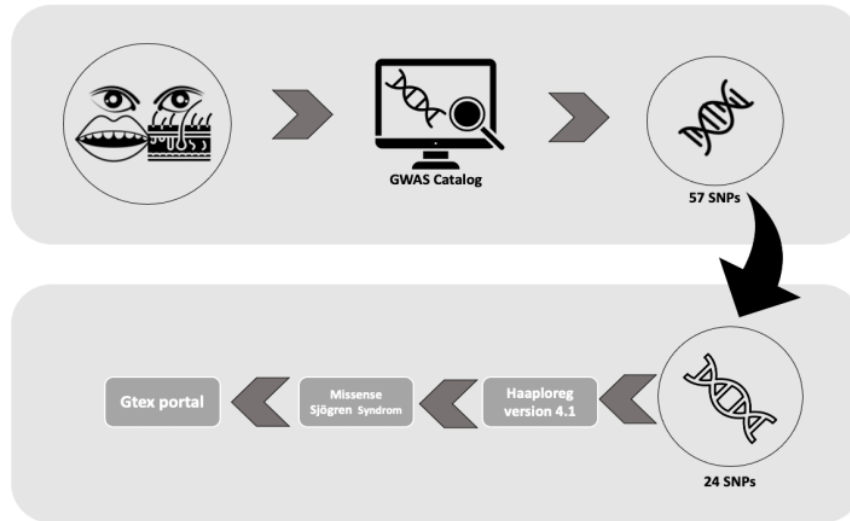 GWAS Catalog
57 SNPs
24 SNPs
Haaploreg
version 4.1
Missense
Sjögren Syndrom
Gtex portal